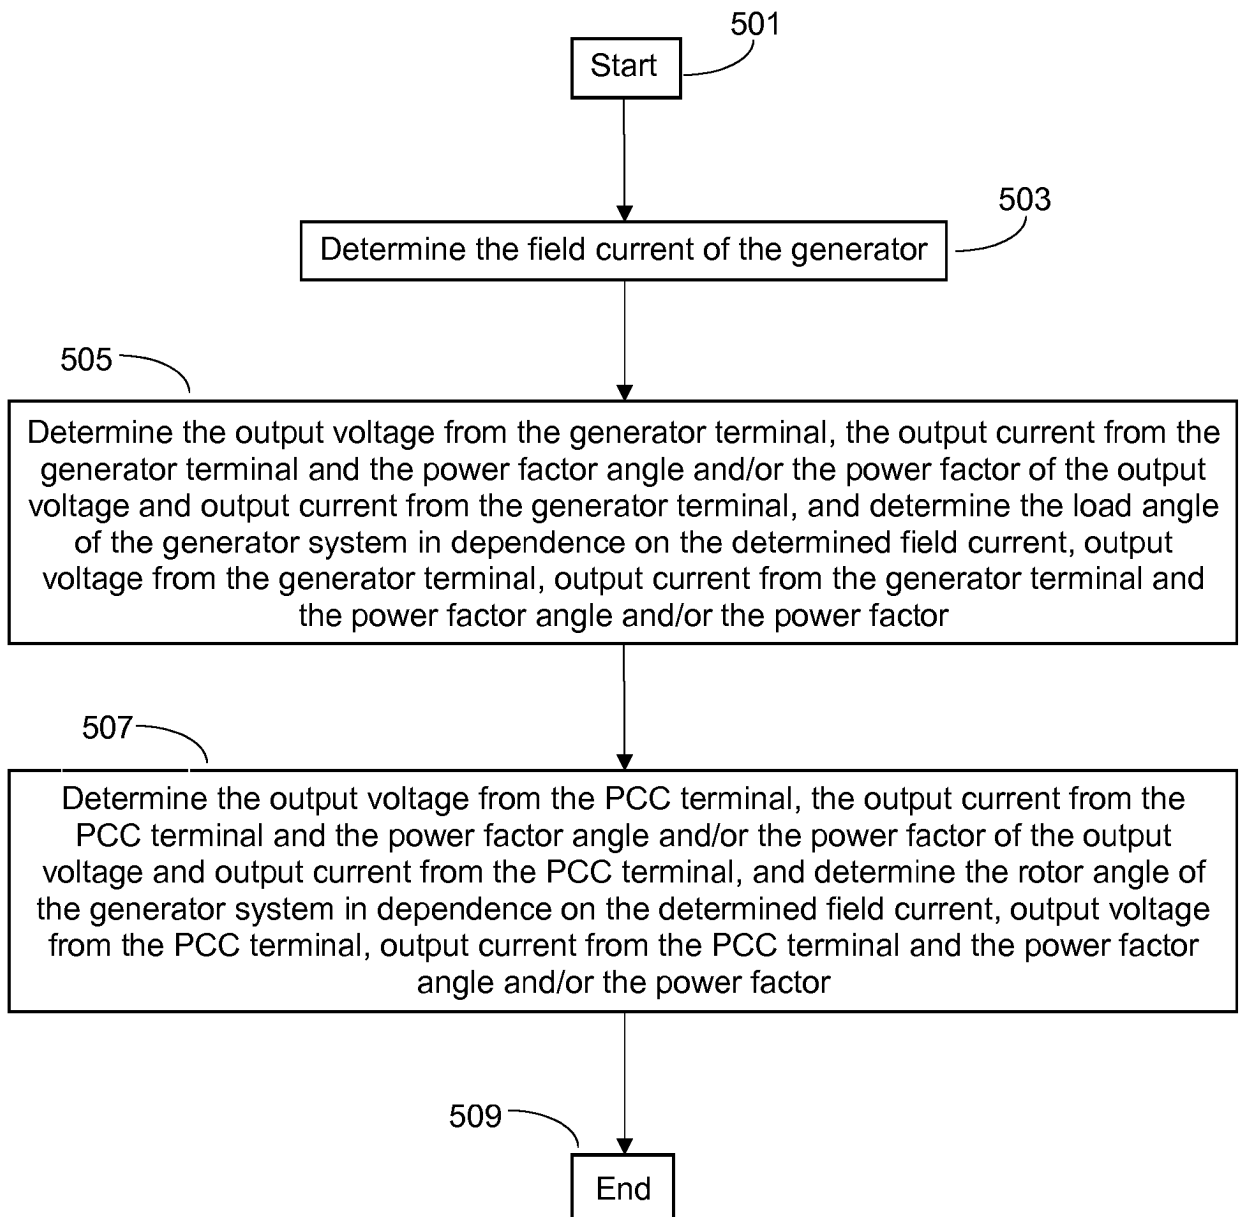 501
Start
503
Determine the field current of the generator
505
Determine the output voltage from the generator terminal, the output current from the
generator terminal and the power factor angle and/or the power factor of the output
voltage and output current from the generator terminal, and determine the load angle
of the generator system in dependence on the determined field current, output
voltage from the generator terminal, output current from the generator terminal and
the power factor angle and/or the power factor
507
Determine the output voltage from the PCC terminal, the output current from the
PCC terminal and the power factor angle and/or the power factor of the output
voltage and output current from the PCC terminal, and determine the rotor angle of
the generator system in dependence on the determined field current, output voltage
from the PCC terminal, output current from the PCC terminal and the power factor
angle and/or the power factor
509
End